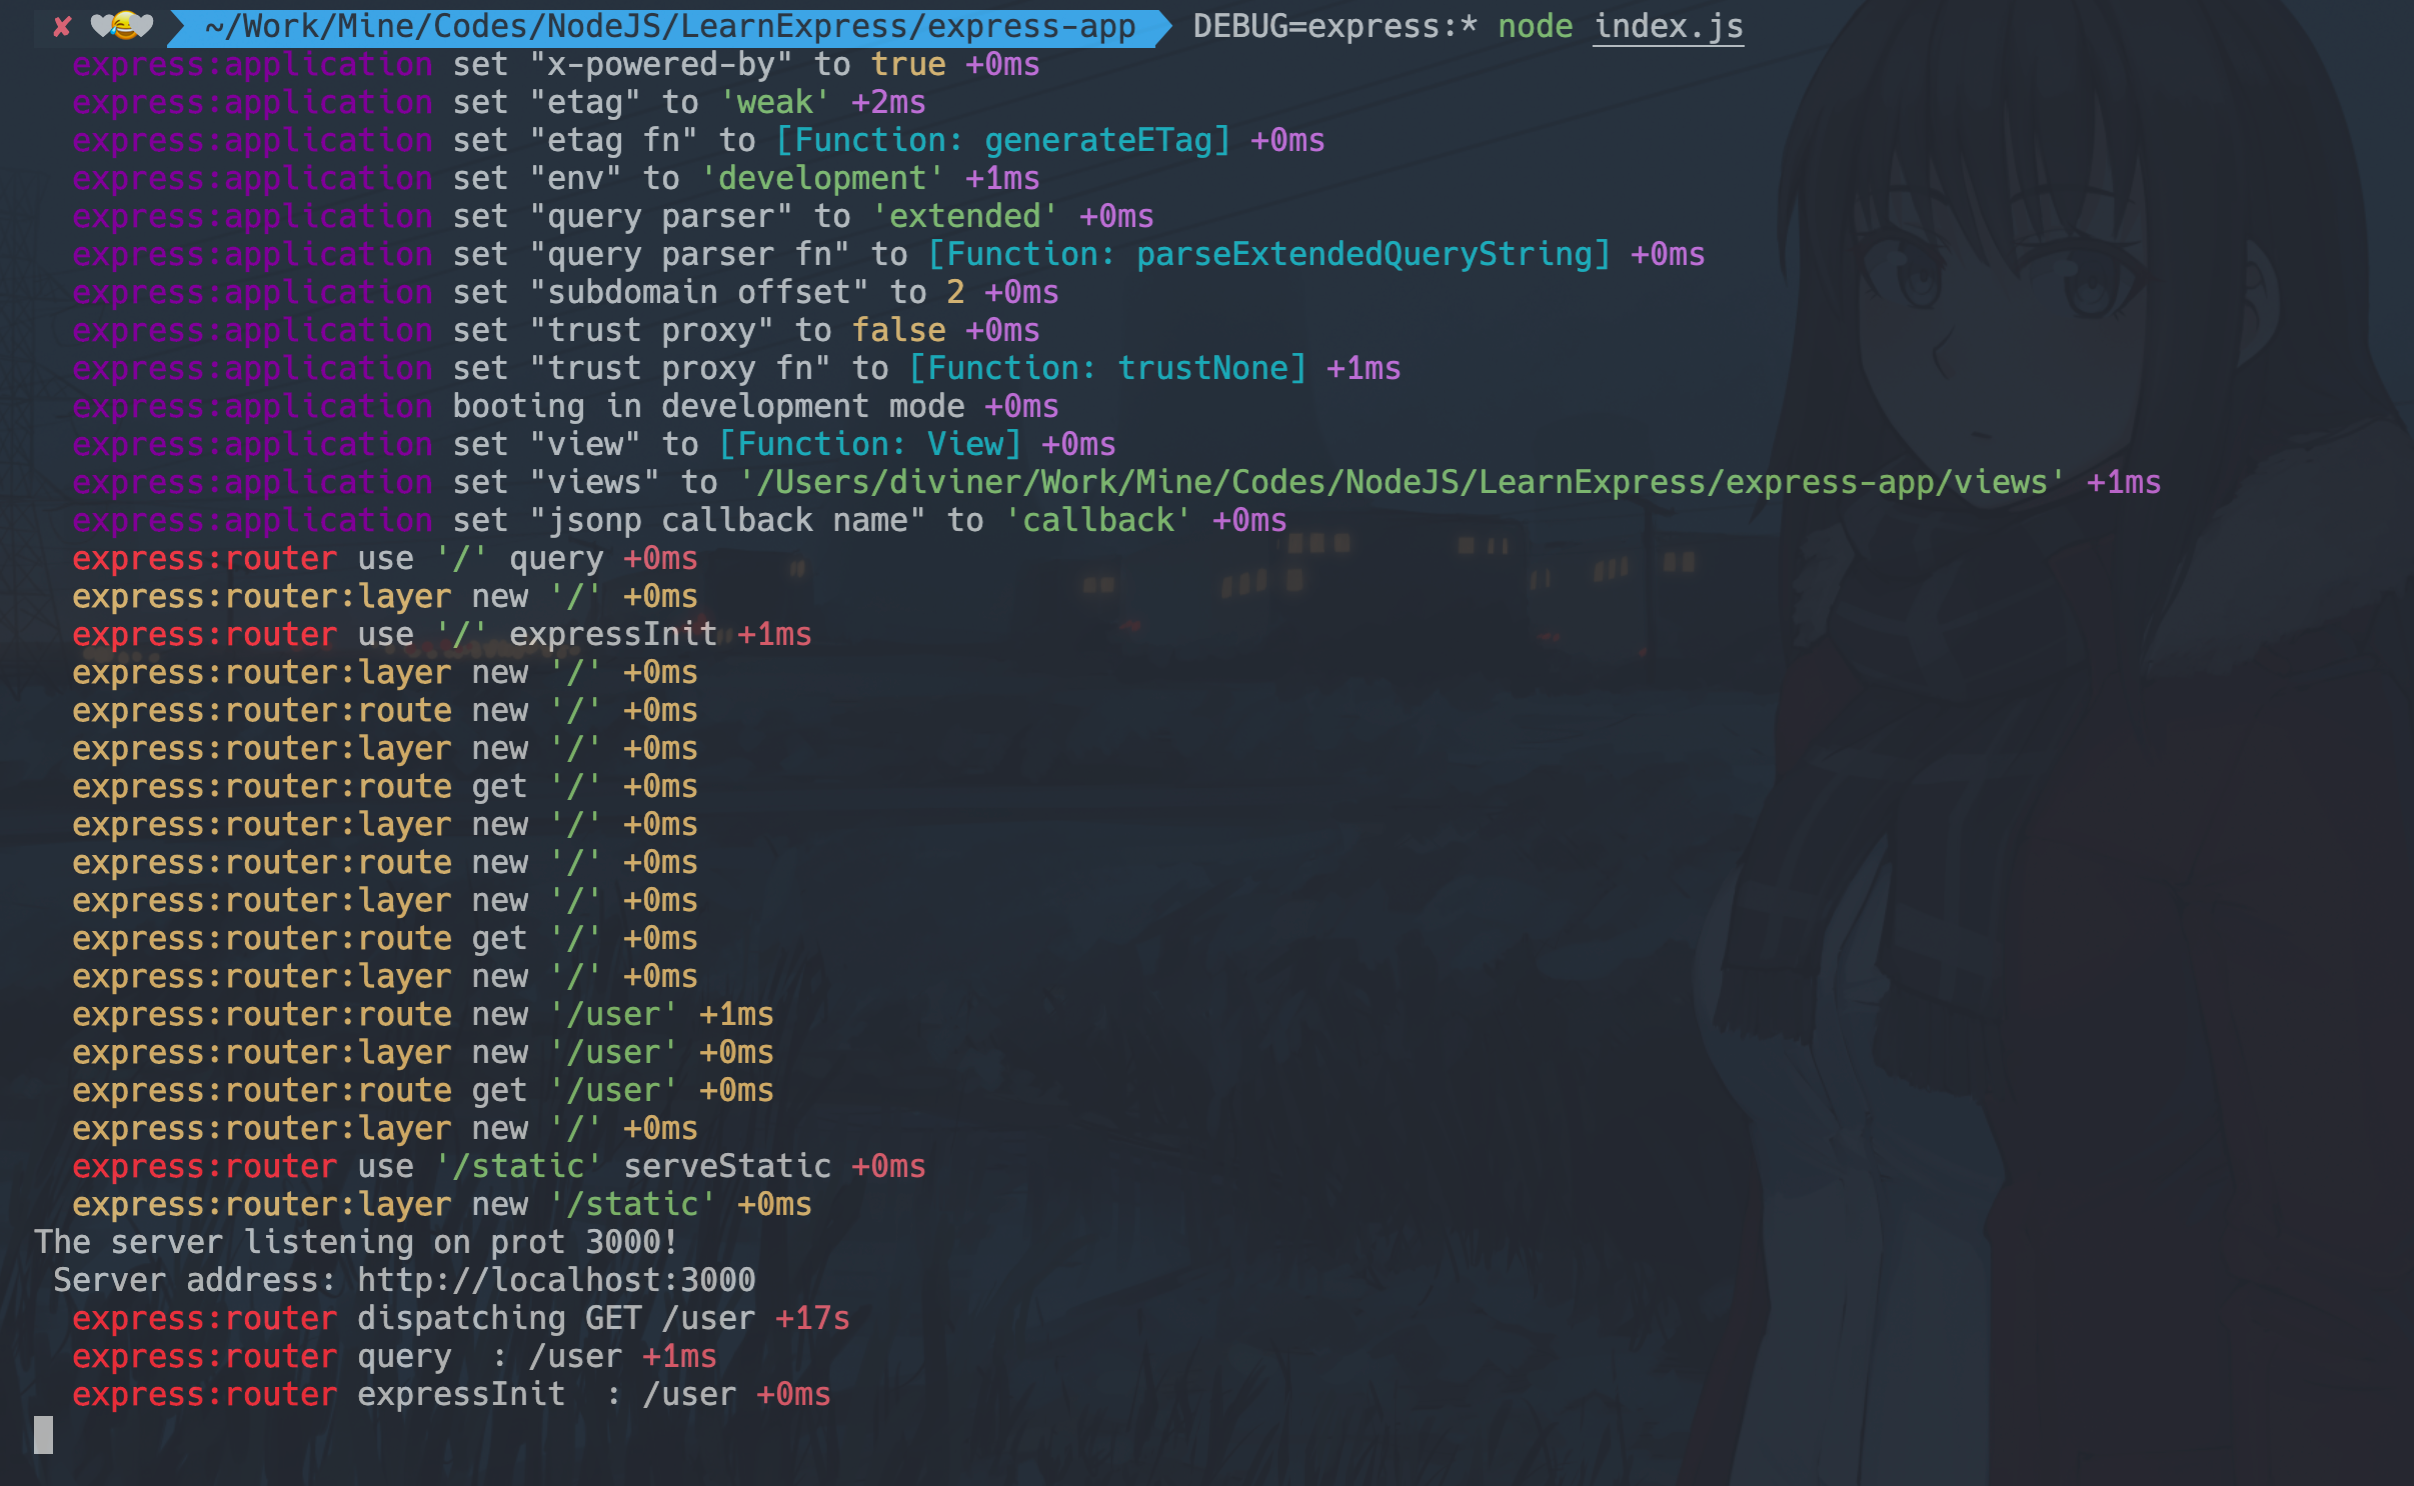 ✘ 🤍😂🤍 ~/Work/Mine/Codes/NodeJS/LearnExpress/express-app DEBUG=express:* node index.js
express:application set "x-powered-by" to true +0ms
express:application set "etag" to 'weak' +2ms
express:application set "etag fn" to [Function: generateETag] +0ms
express:application set "env" to 'development' +1ms
express:application set "query parser" to 'extended' +0ms
express:application set "query parser fn" to [Function: parseExtendedQueryString] +0ms
express:application set "subdomain offset" to 2 +0ms
express:application set "trust proxy" to false +0ms
express:application set "trust proxy fn" to [Function: trustNone] +1ms
express:application booting in development mode +0ms
express:application set "view" to [Function: View] +0ms
express:application set "views" to '/Users/diviner/Work/Mine/Codes/NodeJS/LearnExpress/express-app/views' +1ms
express:application set "jsonp callback name" to 'callback' +0ms
express:router use '/' query +0ms
express:router:layer new '/' +0ms
express:router use '/' expressInit +1ms
express:router:layer new '/' +0ms
express:router:route new '/' +0ms
express:router:layer new '/' +0ms
express:router:route get '/' +0ms
express:router:layer new '/' +0ms
express:router:route new '/' +0ms
express:router:layer new '/' +0ms
express:router:route get '/' +0ms
express:router:layer new '/' +0ms
express:router:route new '/user' +1ms
express:router:layer new '/user' +0ms
express:router:route get '/user' +0ms
express:router:layer new '/' +0ms
express:router use '/static' serveStatic +0ms
express:router:layer new '/static' +0ms
The server listening on prot 3000!
Server address: http://localhost:3000
express:router dispatching GET /user +17s
express:router query  : /user +1ms
express:router expressInit  : /user +0ms